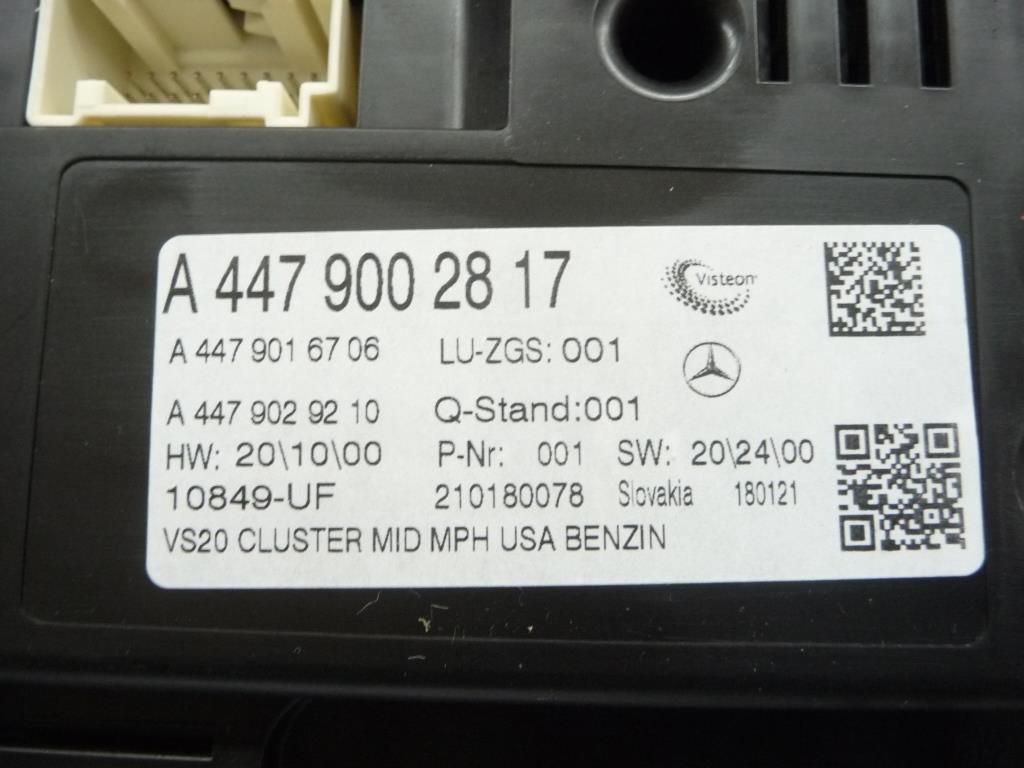 A 447 900 28 17
Visteon
A 447 901 67 06 LU-ZGS: 001
A 447 902 92 10 Q-Stand:001
HW: 20\10\00 P-Nr: 001 SW: 20\24\00
10849-UF 210180078 Slovakia 180121
VS20 CLUSTER MID MPH USA BENZIN